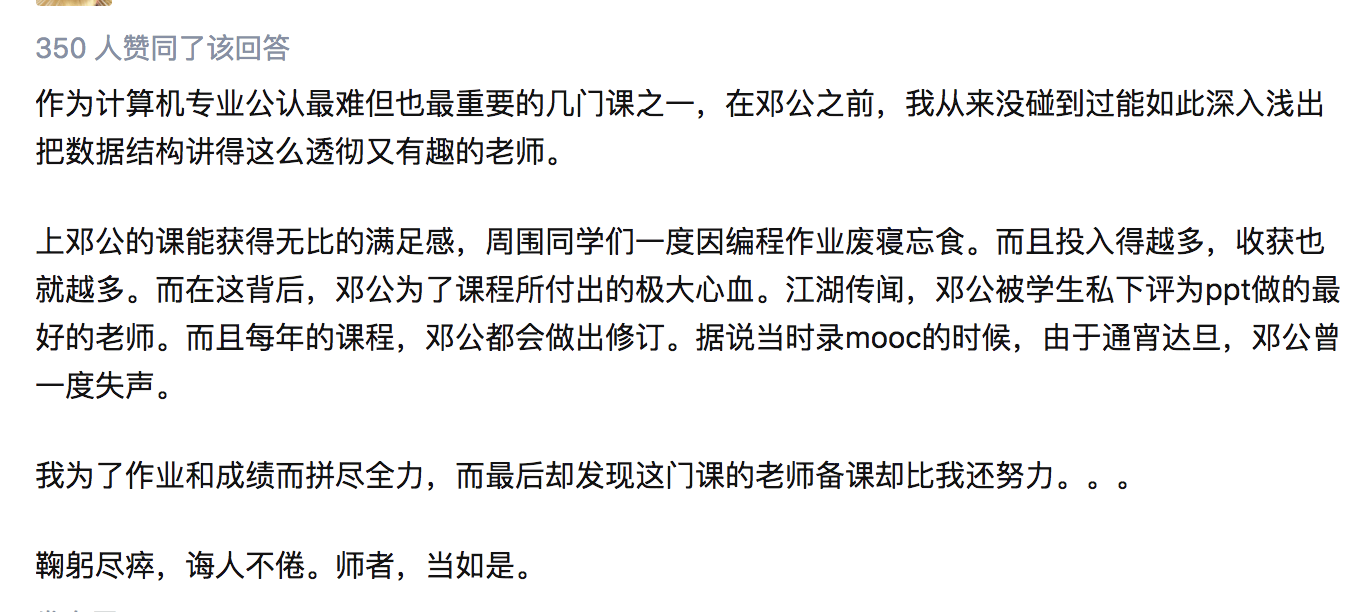 350 人赞同了该回答
作为计算机专业公认最难但也最重要的几门课之一，在邓公之前，我从来没碰到过能如此深入浅出
把数据结构讲得这么透彻又有趣的老师。
上邓公的课能获得无比的满足感，周围同学们一度因编程作业废寝忘食。而且投入得越多，收获也
就越多。而在这背后，邓公为了课程所付出的极大心血。江湖传闻，邓公被学生私下评为ppt做的最
好的老师。而且每年的课程，邓公都会做出修订。据说当时录mooc的时候，由于通宵达旦，邓公曾
一度失声。
我为了作业和成绩而拼尽全力，而最后却发现这门课的老师备课却比我还努力。。。
鞠躬尽瘁，诲人不倦。师者，当如是。